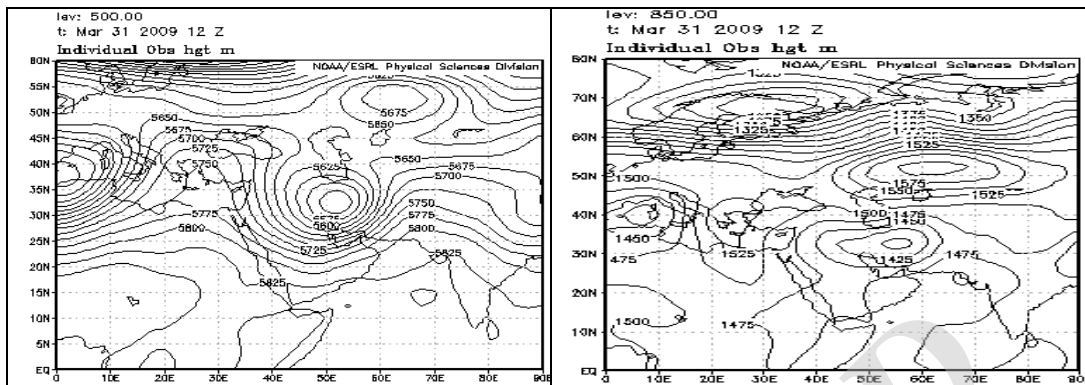 lev: 500.00
t: Mar 31 2009 12 Z
Individual Obs hgt m
NOAA/ESRL Physical Sciences Division
60N
55N
50N
45N
40N
35N
30N
25N
20N
15N
10N
5N
EQ
0 10E 20E 30E 40E 50E 60E 70E 80E 90E
5675
5650
5850
5675
5700
5725
5750
5625
5650
5675
5700
5775
5800
5750
5775
5800
5600
5725
5825
5825
lev: 850.00
t: Mar 31 2009 12 Z
Individual Obs hgt m
NOAA/ESRL Physical Sciences Division
80N
70N
60N
50N
40N
30N
20N
10N
EQ
0 10E 20E 30E 40E 50E 60E 70E 80
1325
1350
1525
1575
1550
1525
1500
1500
1475
1450
1450
475
1525
1425
1475
1500
1475